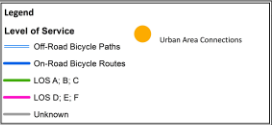 Legend
Level of Service
Off-Road Bicycle Paths
On-Road Bicycle Routes
LOS A; B; C
LOS D; E; F
Unknown
Urban Area Connections